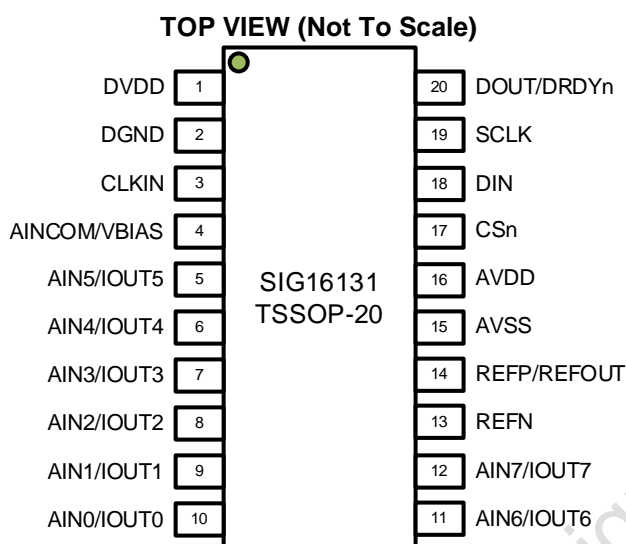 TOP VIEW (Not To Scale)
DVDD 1
DGND 2
CLKIN 3
AINCOM/VBIAS 4
AIN5/IOUT5 5
AIN4/IOUT4 6
AIN3/IOUT3 7
AIN2/IOUT2 8
AIN1/IOUT1 9
AIN0/IOUT0 10
SIG16131
TSSOP-20
20 DOUT/DRDYn
19 SCLK
18 DIN
17 CSn
16 AVDD
15 AVSS
14 REFP/REFOUT
13 REFN
12 AIN7/IOUT7
11 AIN6/IOUT6